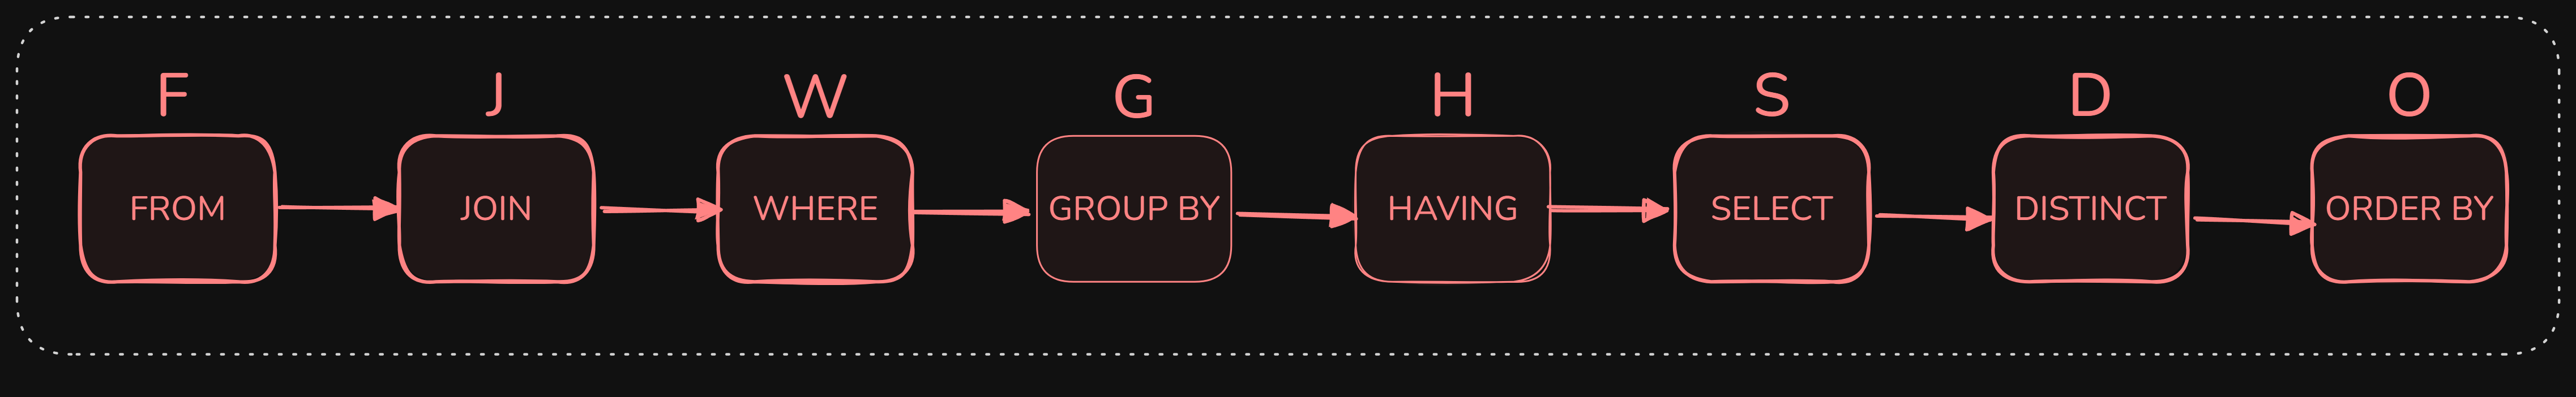 F J W G H S D O
FROM JOIN WHERE GROUP BY HAVING SELECT DISTINCT ORDER BY